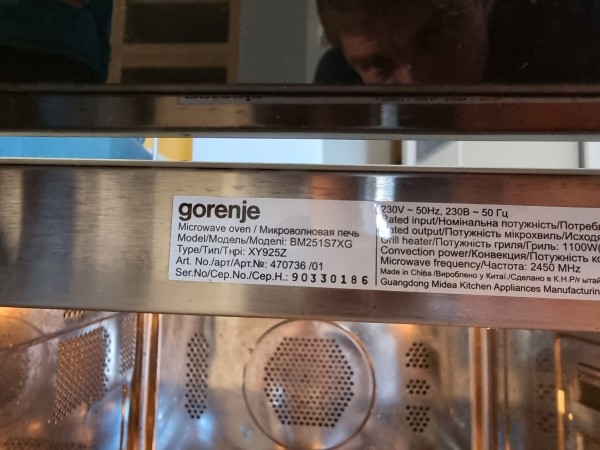 gorenje
Microwave oven / Микроволновая печь
Model/Модель/Моделі: BM251S7XG
Type/Тип/Тнрі: XY925Z
Art. No./арт/Арт.№: 470736 /01
Ser.No/Сер.No./Сер.Н.: 90330186
230V ~ 50Hz, 230В ~ 50 Гц
Rated input/Номінальна потужність/Потребл
Rated output/Потужність мікрохвиль/Исходя
Grill heater/Потужність гриля/Гриль: 1100W(
Convection power/Конвекция/Потужність ко
Microwave frequency/Частота: 2450 MHz
Made in China /Вироблено у Китаї /Сделано в К.Н.Р/ғытай
Guangdong Midea Kitchen Appliances Manufacturin